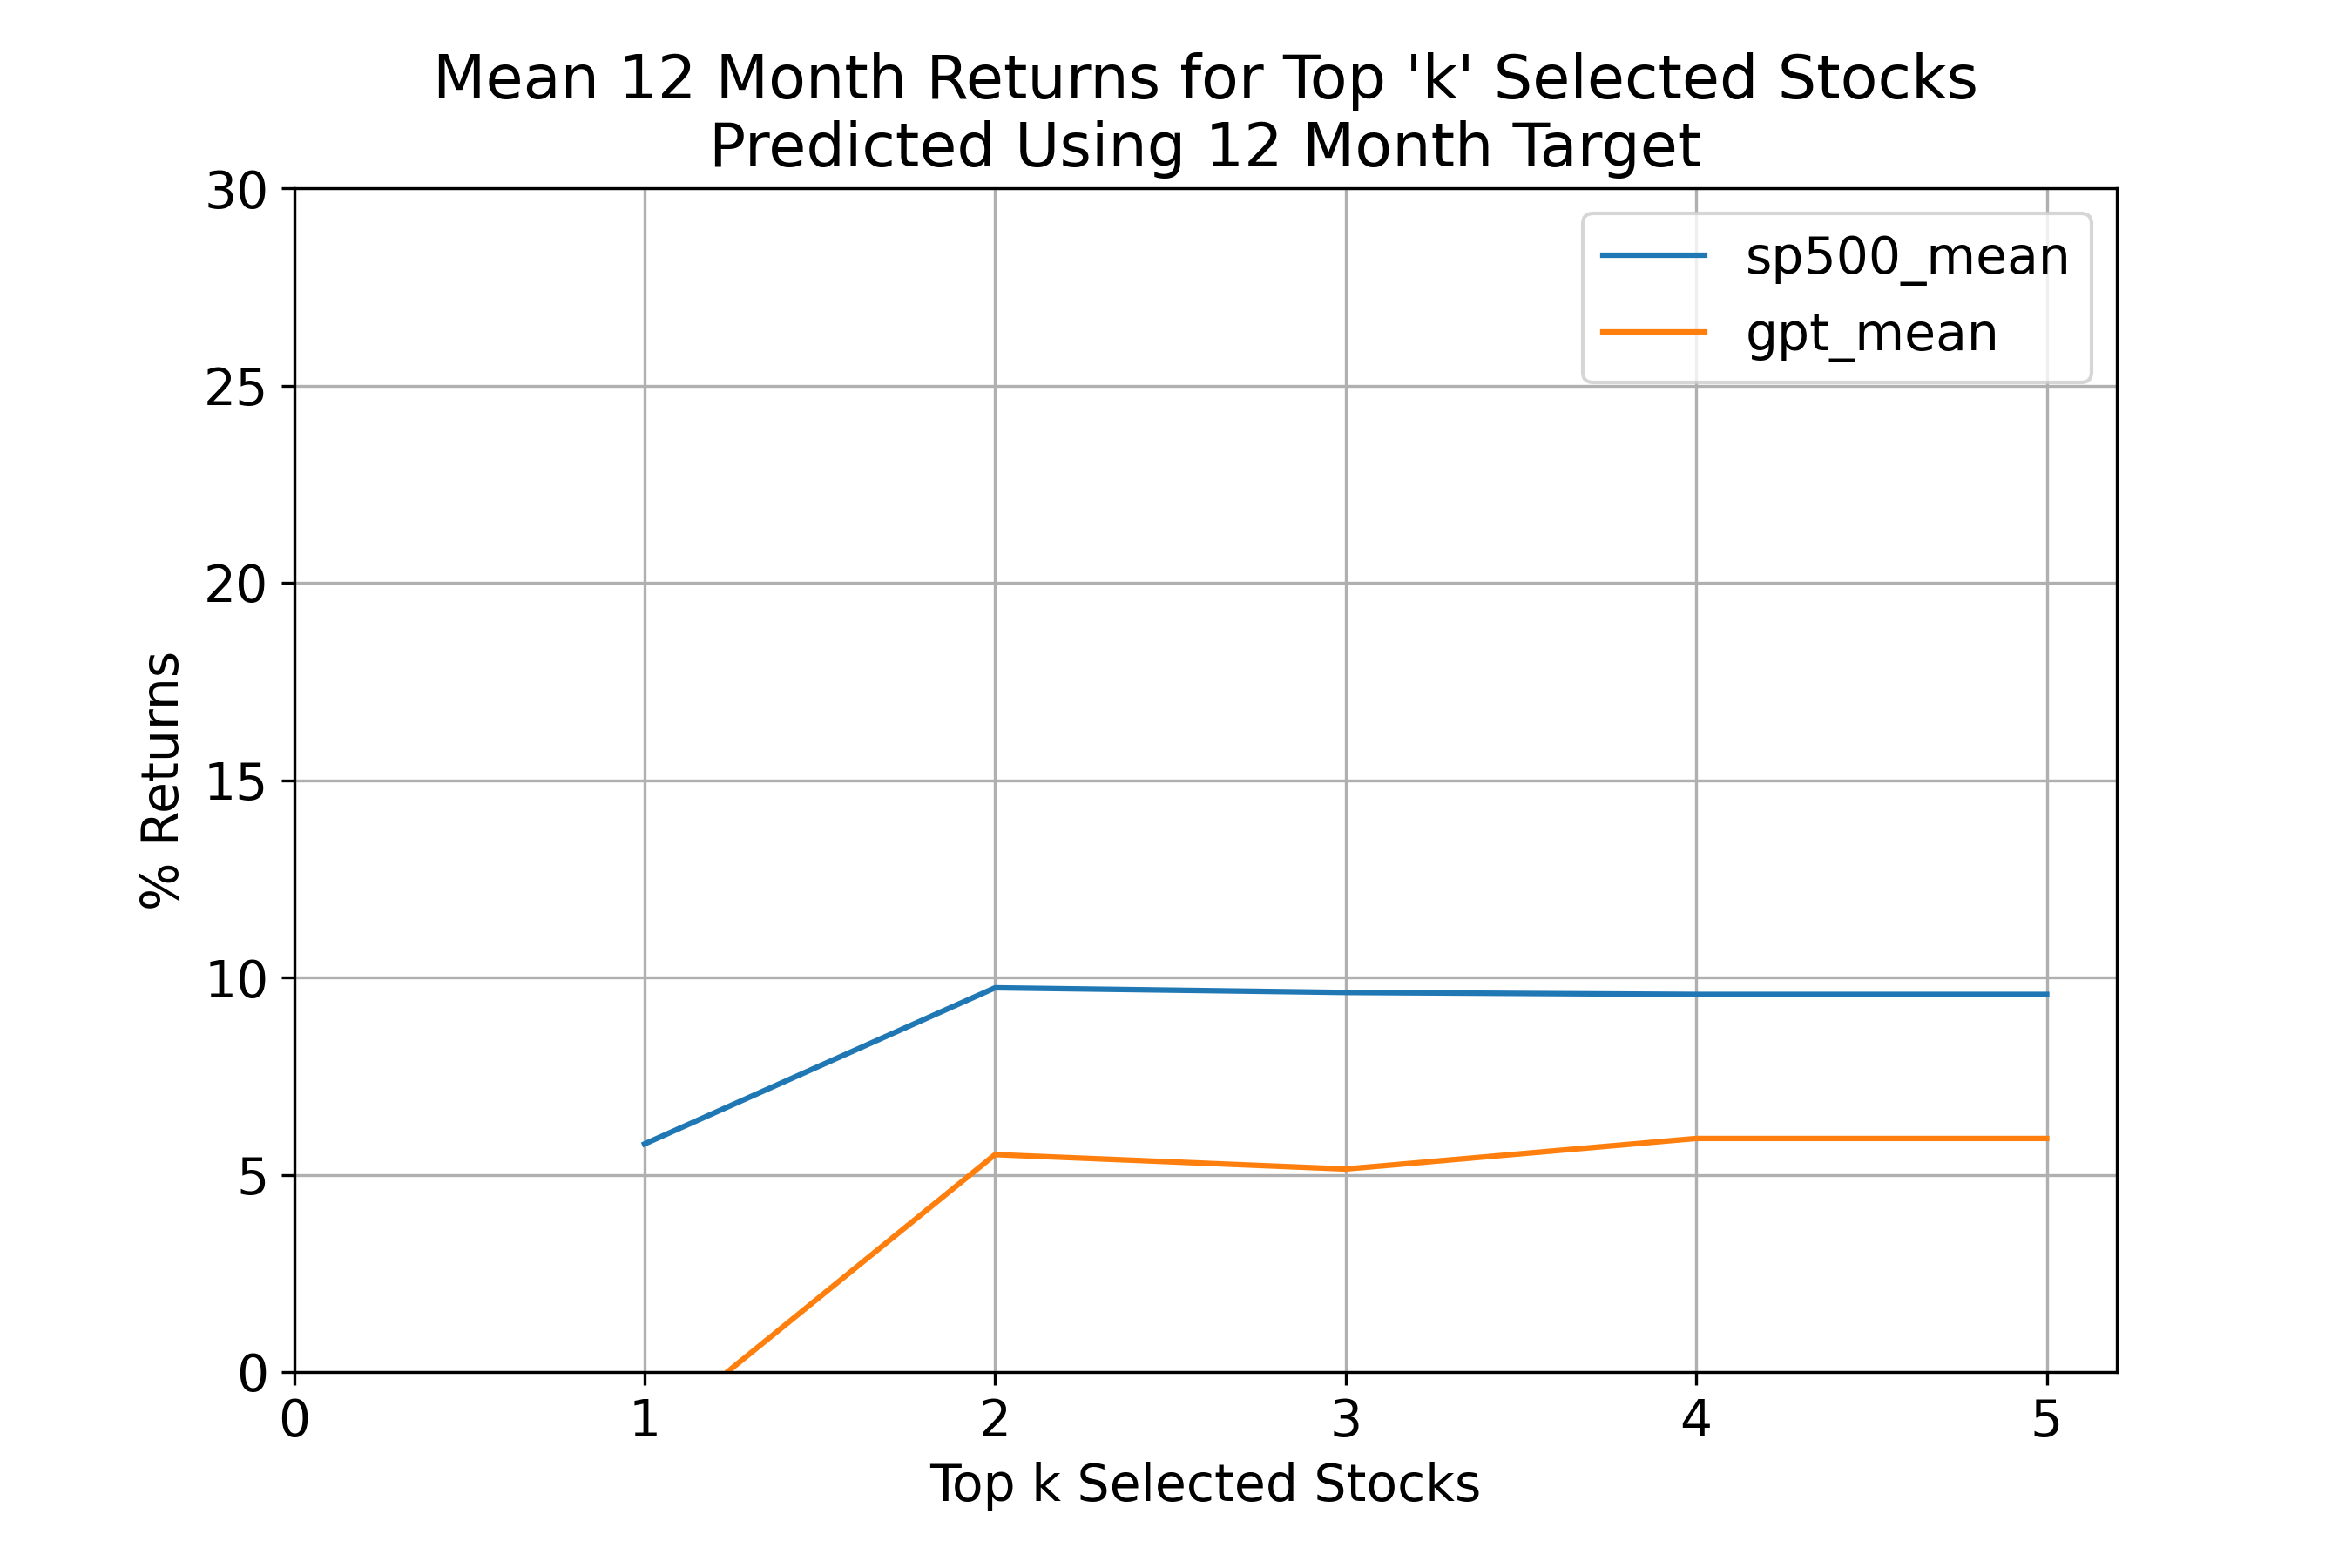 Mean 12 Month Returns for Top 'k' Selected Stocks
Predicted Using 12 Month Target
30
25
20
15
10
5
0
% Returns
sp500_mean
gpt_mean
0 1 2 3 4 5
Top k Selected Stocks